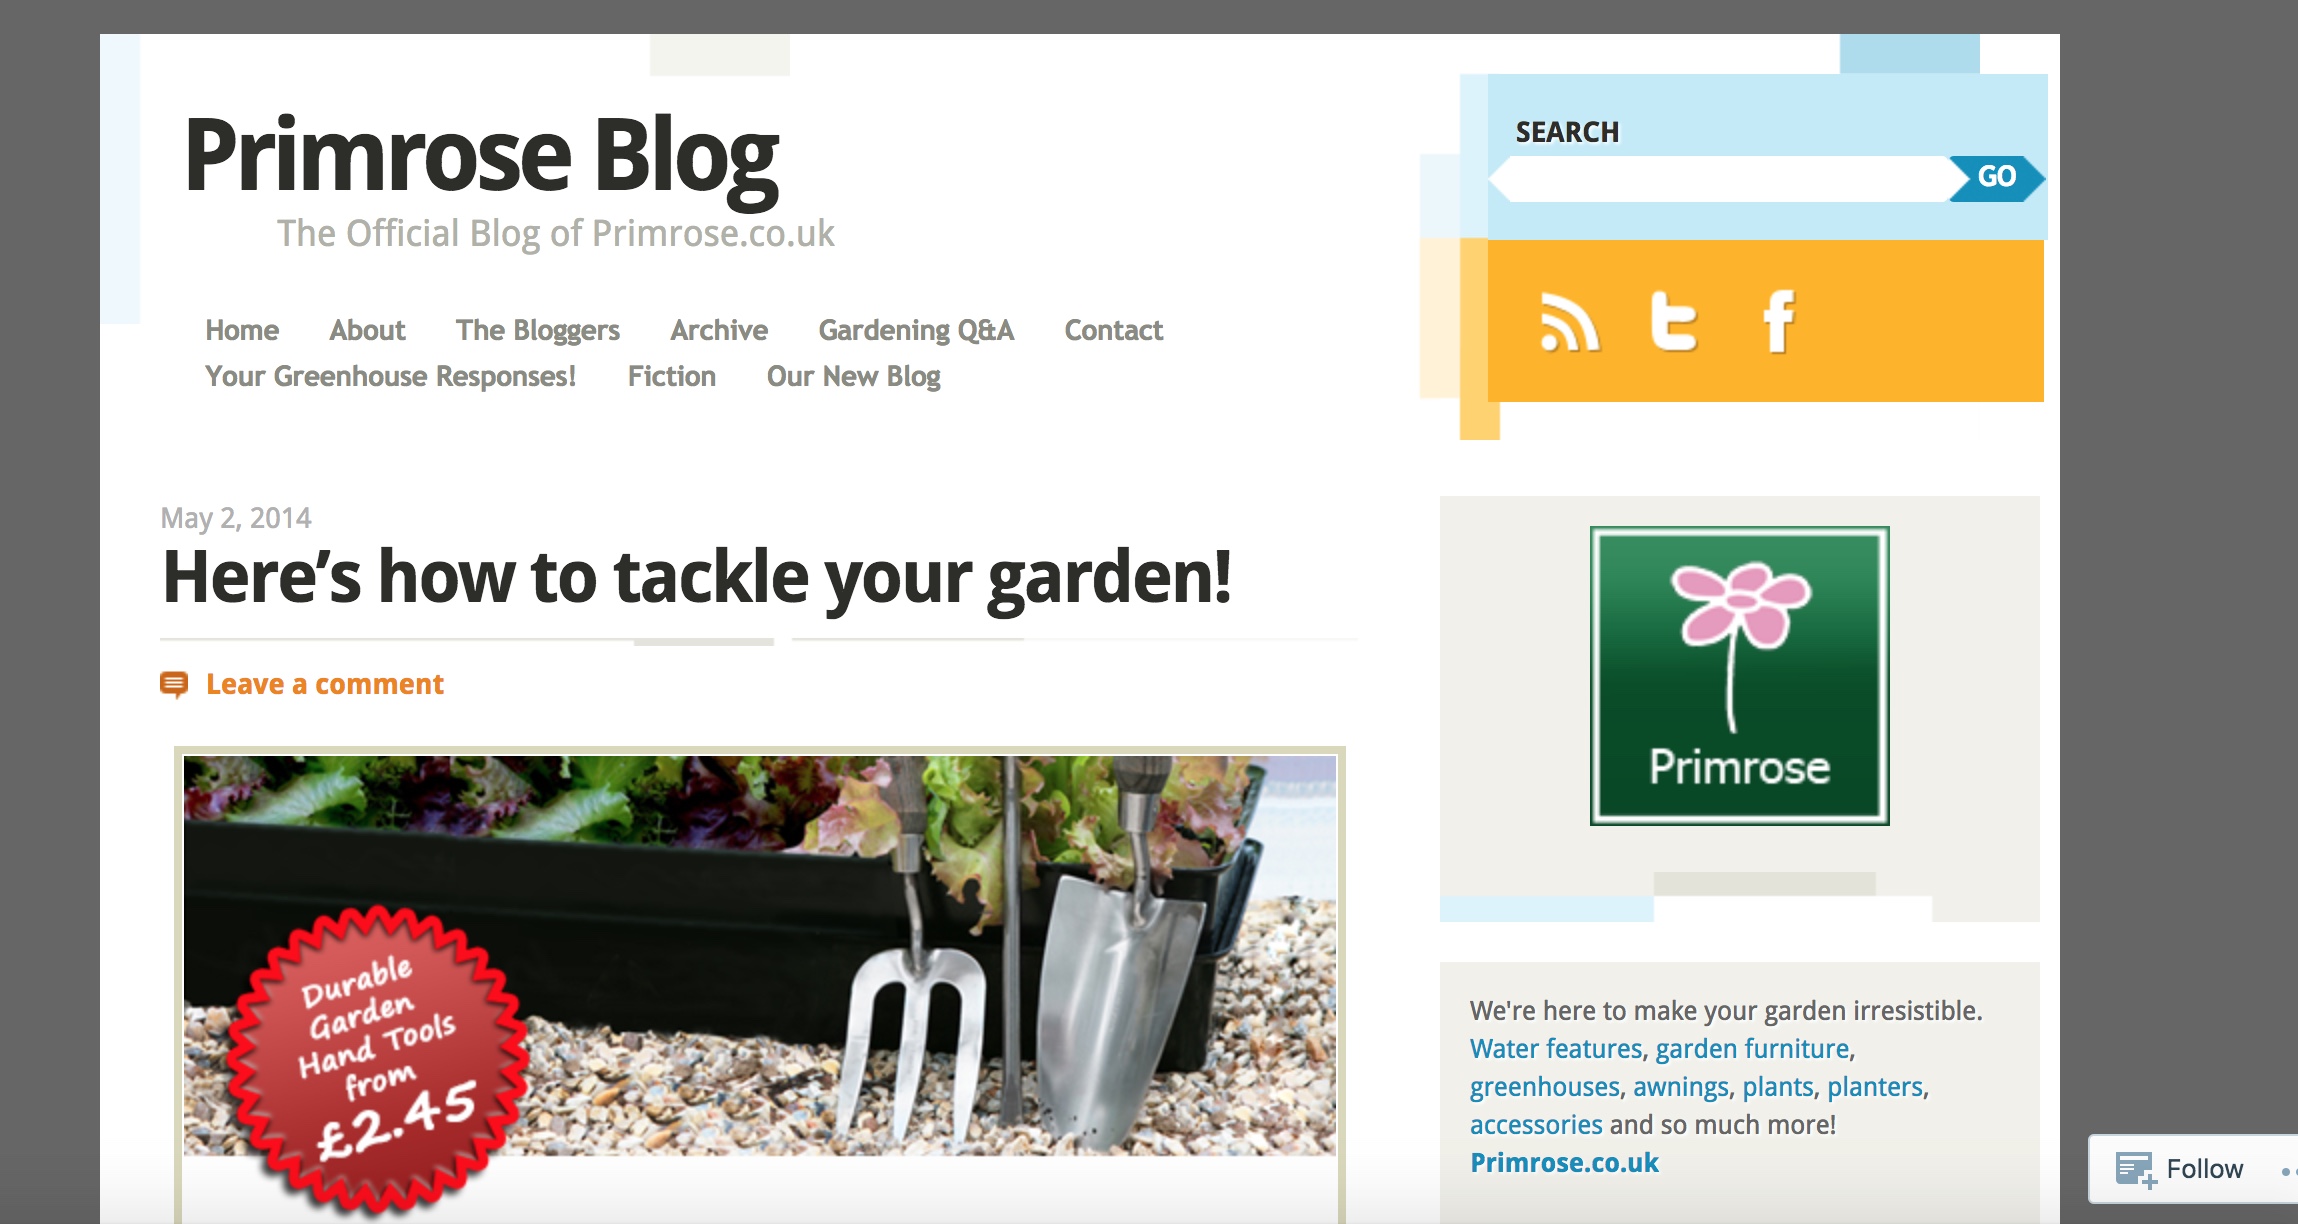 Primrose Blog
The Official Blog of Primrose.co.uk
Home About The Bloggers Archive Gardening Q&A Contact
Your Greenhouse Responses! Fiction Our New Blog
SEARCH
GO
May 2, 2014
Here’s how to tackle your garden!
Leave a comment
Durable
Garden
Hand Tools
from
£2.45
Primrose
We're here to make your garden irresistible.
Water features, garden furniture,
greenhouses, awnings, plants, planters,
accessories and so much more!
Primrose.co.uk
Follow